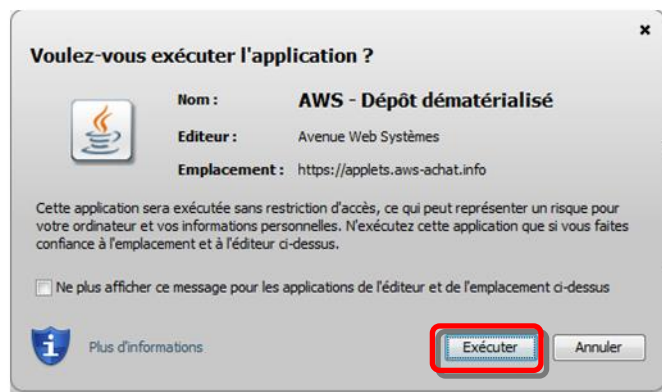 Voulez-vous exécuter l'application ?
Nom : AWS - Dépôt dématérialisé
Editeur : Avenue Web Systèmes
Emplacement : https://applets.aws-achat.info
Cette application sera exécutée sans restriction d'accès, ce qui peut représenter un risque pour
votre ordinateur et vos informations personnelles. N'exécutez cette application que si vous faites
confiance à l'emplacement et à l'éditeur ci-dessus.
Ne plus afficher ce message pour les applications de l'éditeur et de l'emplacement ci-dessus
Plus d'informations Exécuter Annuler